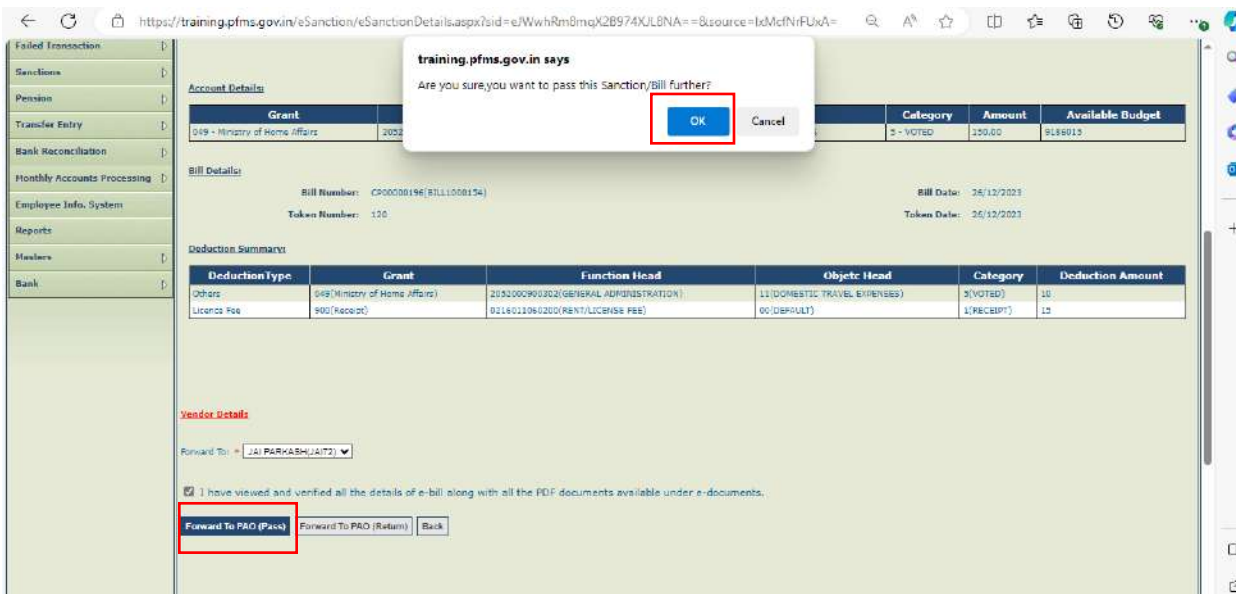 https://training.pfms.gov.in/eSanction/eSanctionDetails.aspx?sid=
training.pfms.gov.in says
Are you sure,you want to pass this Sanction/Bill further?
OK Cancel
Failed Transaction
Sanctions
Pension
Transfer Entry
Bank Reconciliation
Monthly Accounts Processing
Employee Info. System
Reports
Masters
Bank
Account Details:
Grant Category Amount Available Budget
049 - Ministry of Home Affairs 2052 5 - VOTED 150.00 9186015
Bill Details:
Bill Number: CP00000196(BILL1000154) Bill Date: 26/12/2023
Token Number: 120 Token Date: 26/12/2023
Deduction Summary:
DeductionType Grant Function Head Objetc Head Category Deduction Amount
Others 049(Ministry of Home Affairs) 2052000900302(GENERAL ADMINISTRATION) 11(DOMESTIC TRAVEL EXPENSES) 5(VOTED) 10
Licence Fee 900(Receipt) 0216011060200(RENT/LICENSE FEE) 00(DEFAULT) 1(RECEIPT) 15
Vendor Details
Forward To: * JAI PARKASH(JAI72)
I have viewed and verified all the details of e-bill along with all the PDF documents available under e-documents.
Forward To PAO (Pass) Forward To PAO (Return) Back